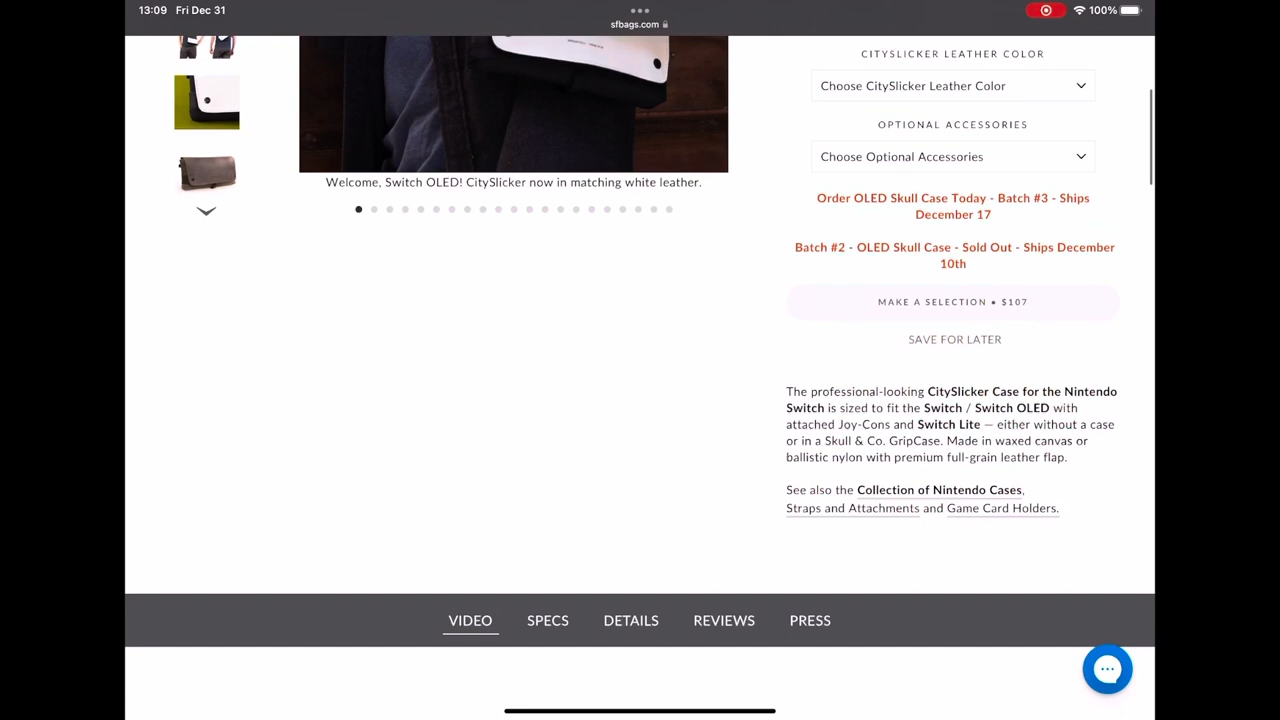 13:09 Fri Dec 31
100%
sfbags.com
CITYSLICKER LEATHER COLOR
Choose CitySlicker Leather Color
OPTIONAL ACCESSORIES
Choose Optional Accessories
Welcome, Switch OLED! CitySlicker now in matching white leather.
Order OLED Skull Case Today - Batch #3 - Ships
December 17
Batch #2 - OLED Skull Case - Sold Out - Ships December
10th
MAKE A SELECTION • $107
SAVE FOR LATER
The professional-looking CitySlicker Case for the Nintendo
Switch is sized to fit the Switch / Switch OLED with
attached Joy-Cons and Switch Lite — either without a case
or in a Skull & Co. GripCase. Made in waxed canvas or
ballistic nylon with premium full-grain leather flap.
See also the Collection of Nintendo Cases,
Straps and Attachments and Game Card Holders.
VIDEO SPECS DETAILS REVIEWS PRESS